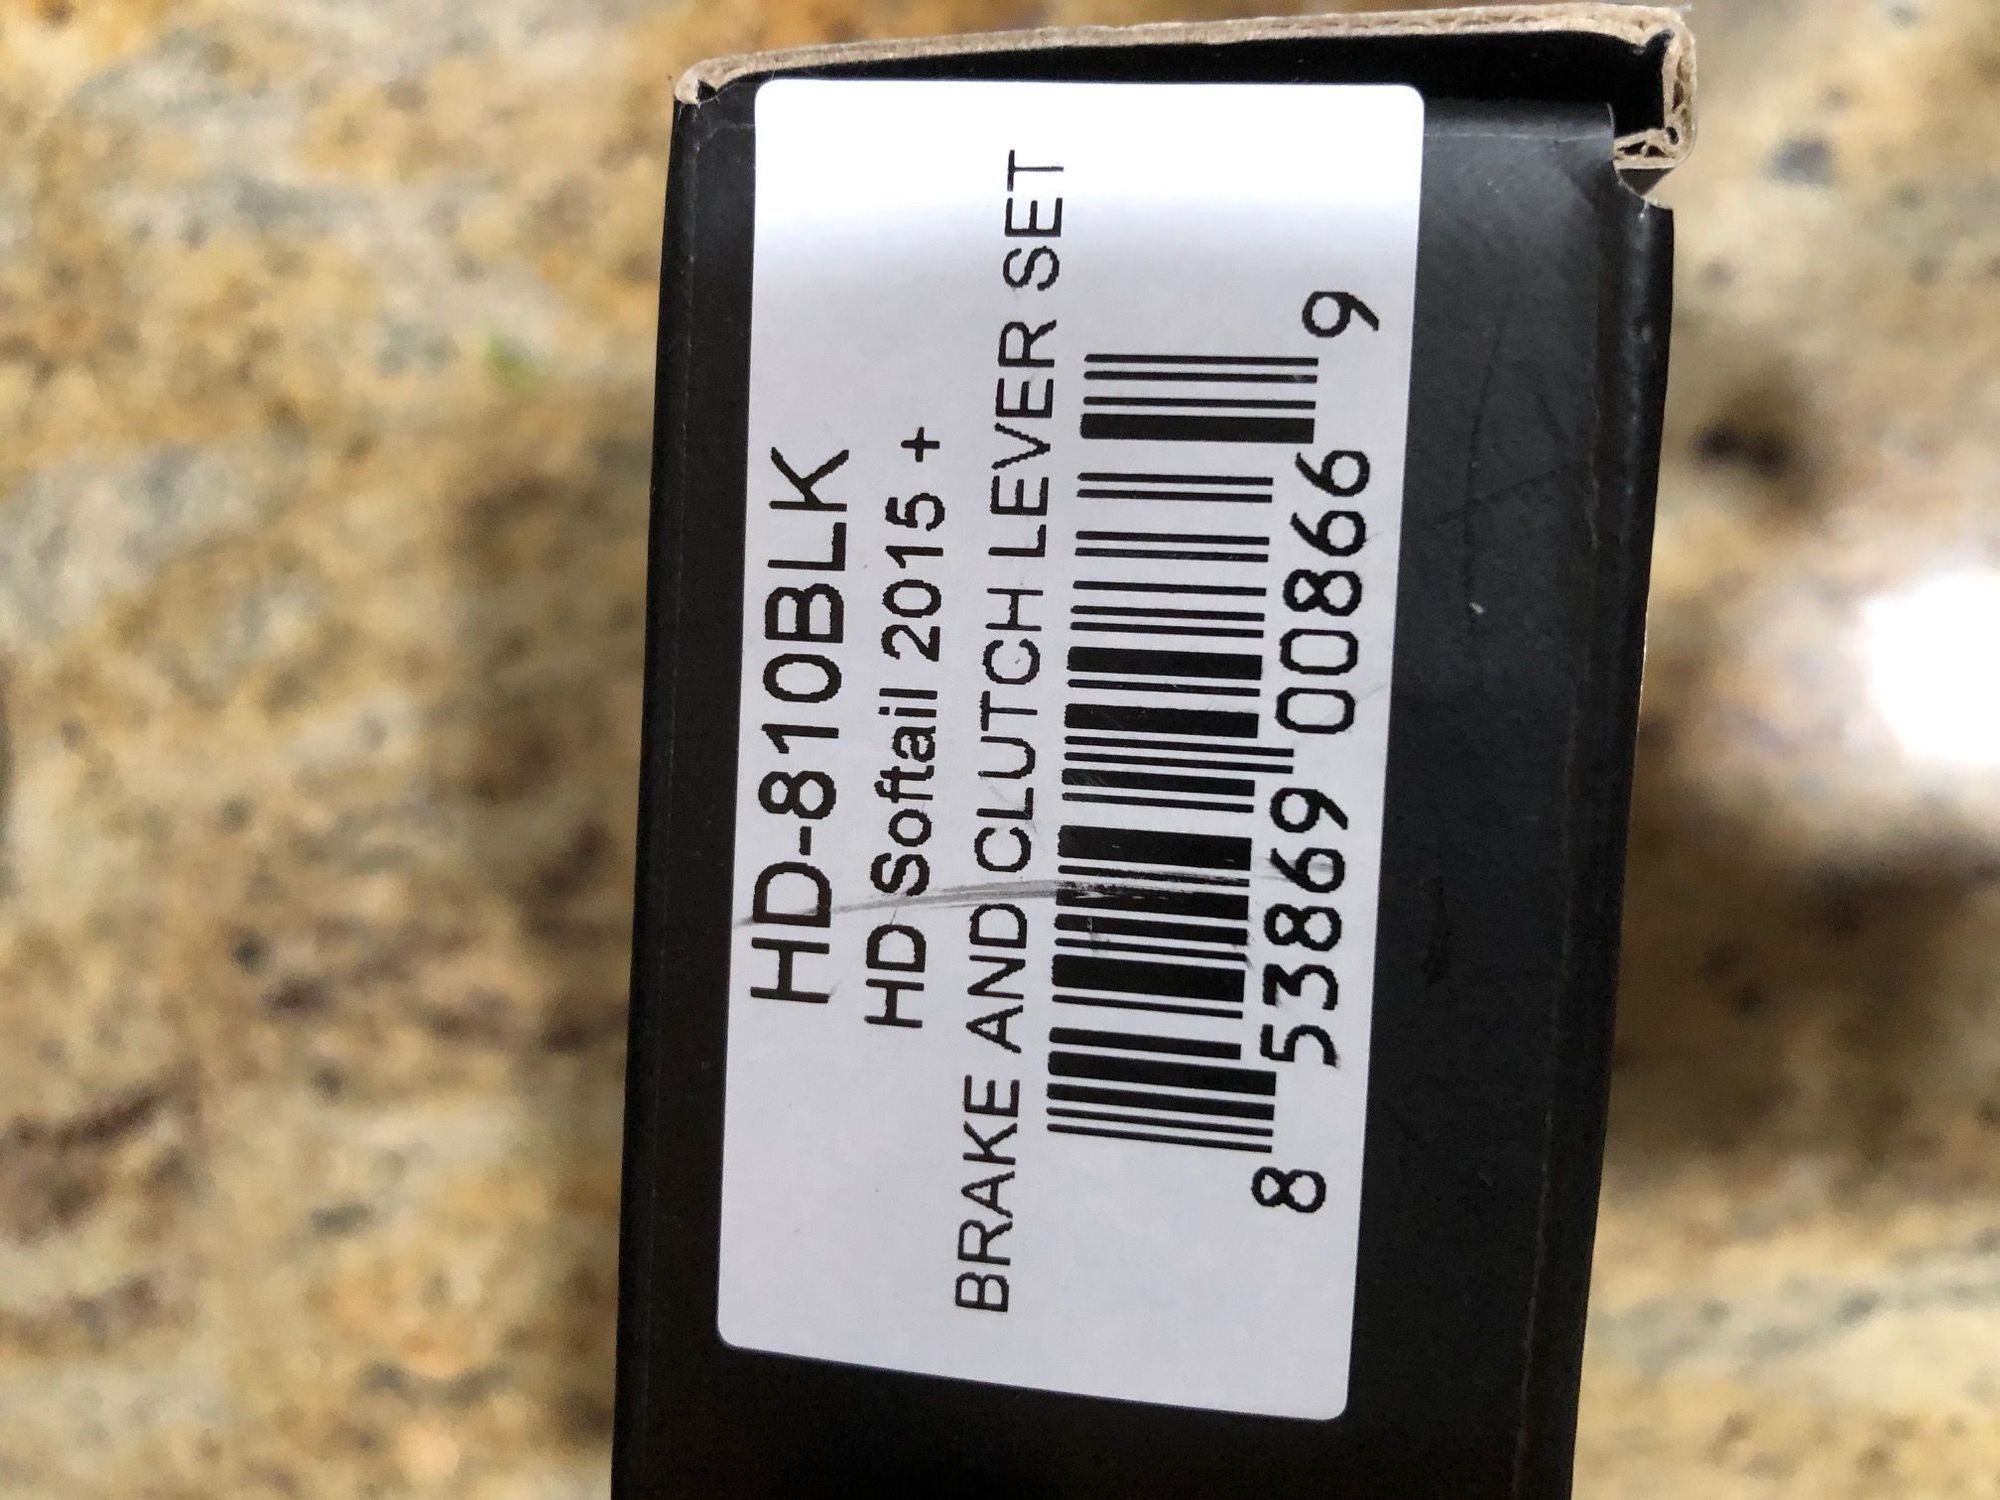 HD-810BLK
HD Softail 2015 +
BRAKE AND CLUTCH LEVER SET
8 53869 00866 9